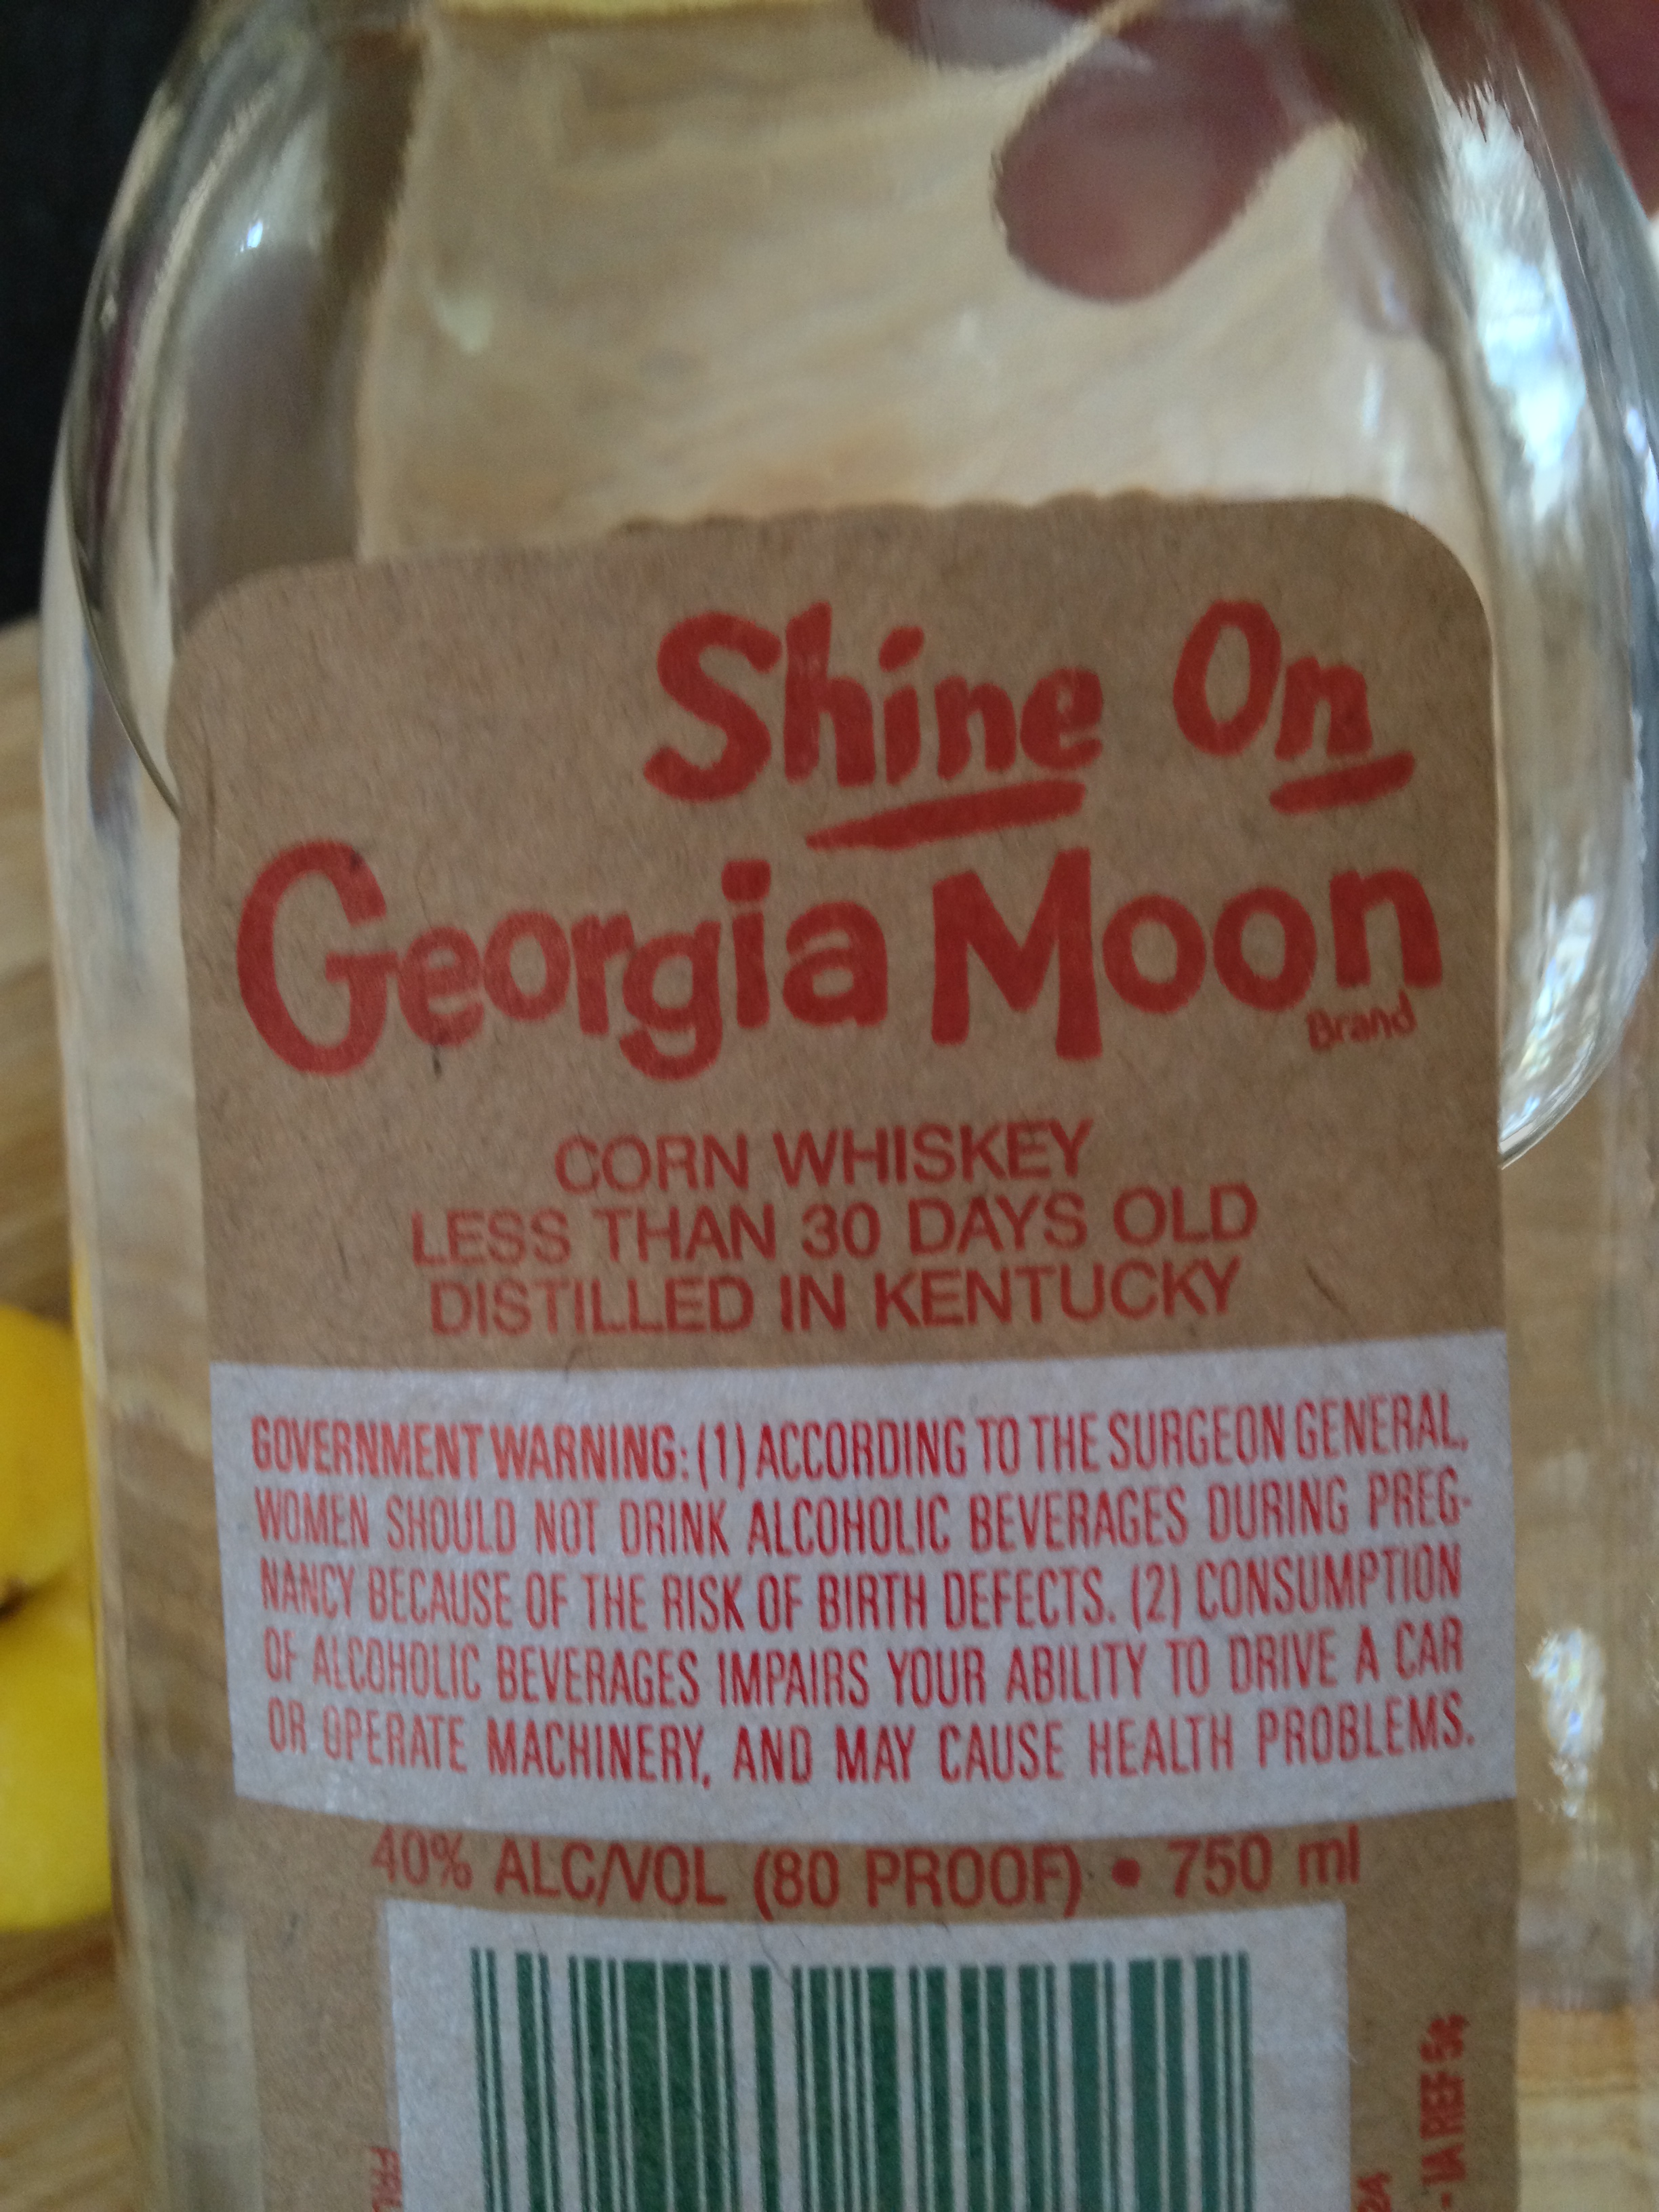 Shine On
Georgia Moon
Brand
CORN WHISKEY
LESS THAN 30 DAYS OLD
DISTILLED IN KENTUCKY
GOVERNMENT WARNING: (1) ACCORDING TO THE SURGEON GENERAL,
WOMEN SHOULD NOT DRINK ALCOHOLIC BEVERAGES DURING PREG-
NANCY BECAUSE OF THE RISK OF BIRTH DEFECTS. (2) CONSUMPTION
OF ALCOHOLIC BEVERAGES IMPAIRS YOUR ABILITY TO DRIVE A CAR
OR OPERATE MACHINERY, AND MAY CAUSE HEALTH PROBLEMS.
40% ALC/VOL (80 PROOF) • 750 ml
- IA REF 5¢